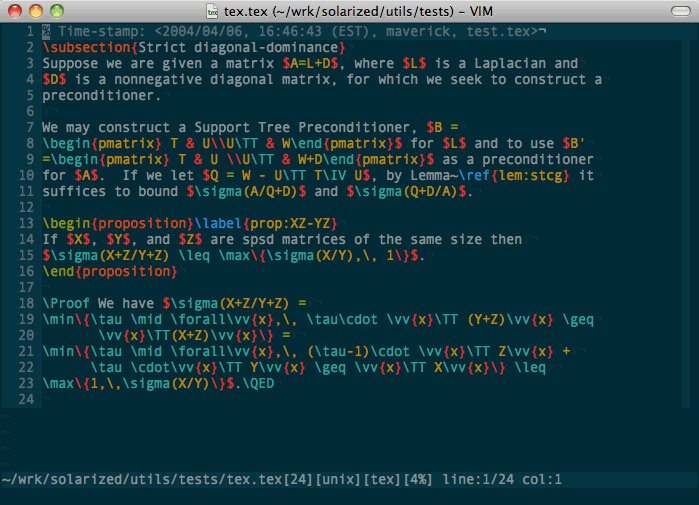 tex.tex (~/wrk/solarized/utils/tests) – VIM
1 % Time-stamp: <2004/04/06, 16:46:43 (EST), maverick, test.tex>¬
2 \subsection{Strict diagonal-dominance}
3 Suppose we are given a matrix $A=L+D$, where $L$ is a Laplacian and
4 $D$ is a nonnegative diagonal matrix, for which we seek to construct a
5 preconditioner.
6
7 We may construct a Support Tree Preconditioner, $B =
8 \begin{pmatrix} T & U\\U\TT & W\end{pmatrix}$ for $L$ and to use $B'
9 =\begin{pmatrix} T & U \\U\TT & W+D\end{pmatrix}$ as a preconditioner
10 for $A$.  If we let $Q = W - U\TT T\IV U$, by Lemma~\ref{lem:stcg} it
11 suffices to bound $\sigma(A/Q+D)$ and $\sigma(Q+D/A)$.
12
13 \begin{proposition}\label{prop:XZ-YZ}
14 If $X$, $Y$, and $Z$ are spsd matrices of the same size then
15 $\sigma(X+Z/Y+Z) \leq \max\{\sigma(X/Y),\, 1\}$.
16 \end{proposition}
17
18 \Proof We have $\sigma(X+Z/Y+Z) =
19 \min\{\tau \mid \forall\vv{x},\, \tau\cdot \vv{x}\TT (Y+Z)\vv{x} \geq
20 \vv{x}\TT(X+Z)\vv{x}\} =
21 \min\{\tau \mid \forall\vv{x},\, (\tau-1)\cdot \vv{x}\TT Z\vv{x} +
22 \tau \cdot\vv{x}\TT Y\vv{x} \geq \vv{x}\TT X\vv{x}\} \leq
23 \max\{1,\,\sigma(X/Y)\}$.\QED
24
~
~
~
~
~/wrk/solarized/utils/tests/tex.tex[24][unix][tex][4%] line:1/24 col:1